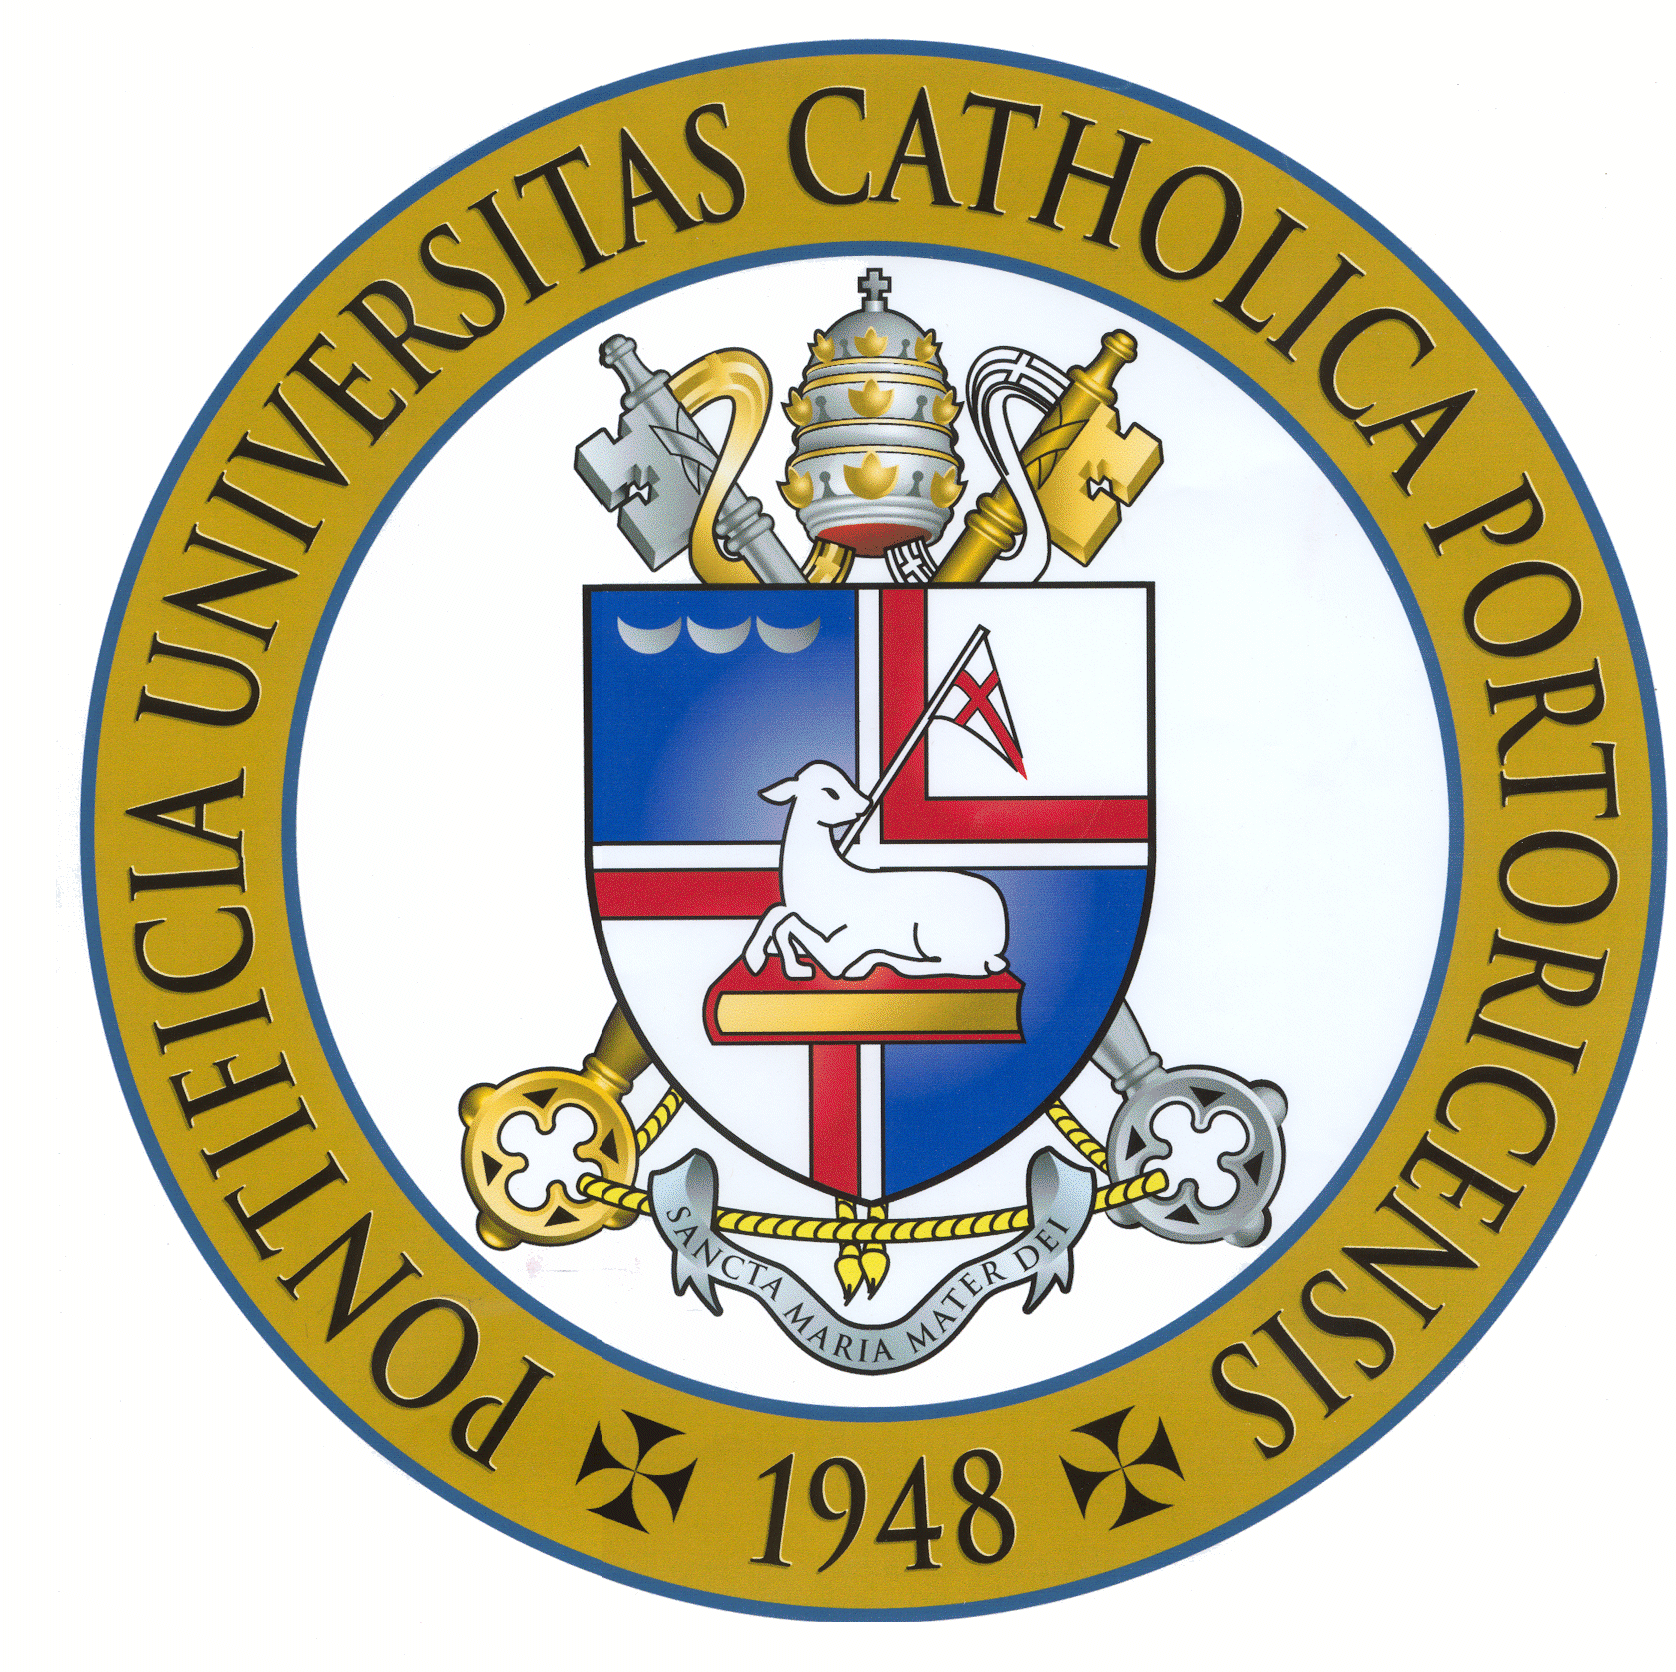 PONTIFICIA UNIVERSITAS CATHOLICA PORTORICENSIS
SANCTA MARIA MATER DEI
1948